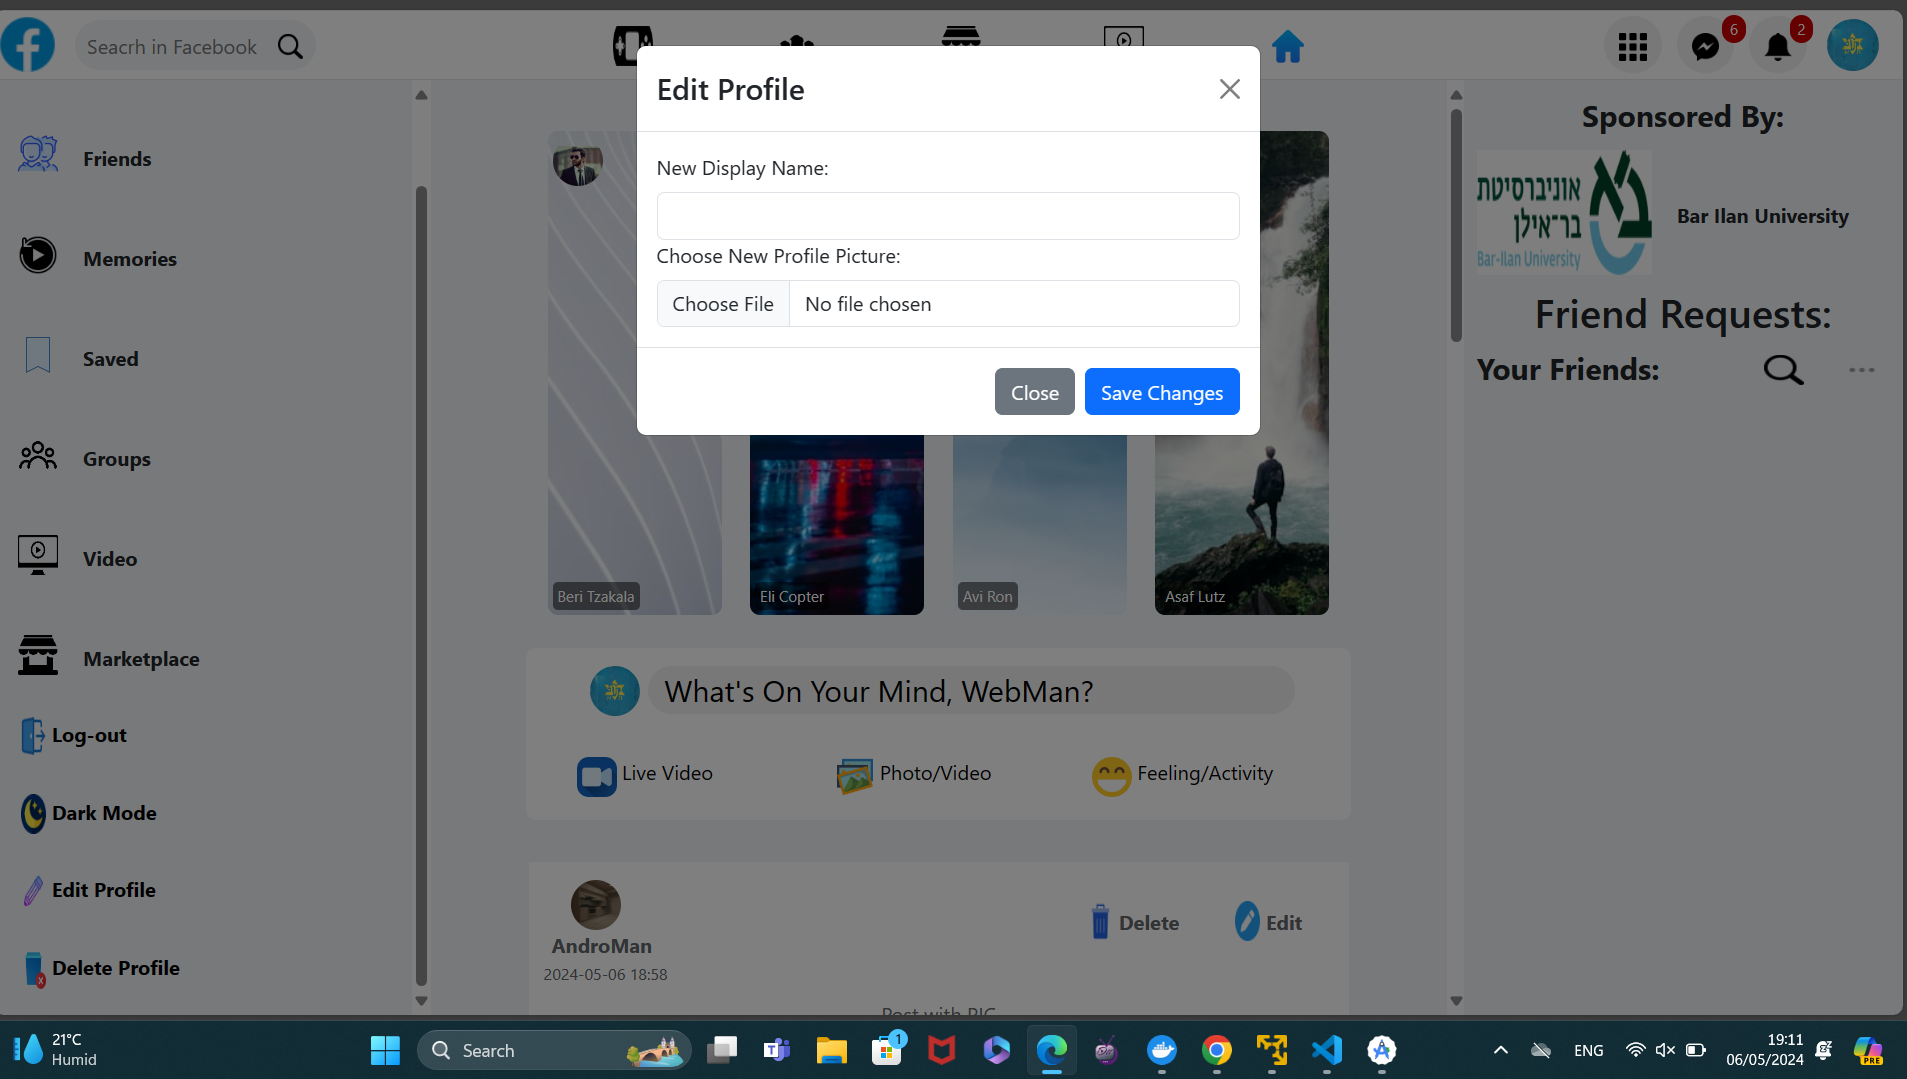 Seacrh in Facebook
6
2
Edit Profile
New Display Name:
Choose New Profile Picture:
Choose File
No file chosen
Close
Save Changes
Friends
Memories
Saved
Groups
Video
Marketplace
Log-out
Dark Mode
Edit Profile
Delete Profile
Beri Tzakala
Eli Copter
Avi Ron
Asaf Lutz
What's On Your Mind, WebMan?
Live Video
Photo/Video
Feeling/Activity
AndroMan
2024-05-06 18:58
Delete
Edit
Post with PIC
Sponsored By:
אוניברסיטת
בר־אילן
Bar-Ilan University
Bar Ilan University
Friend Requests:
Your Friends:
21°C
Humid
Search
1
ENG
19:11
06/05/2024
PRE